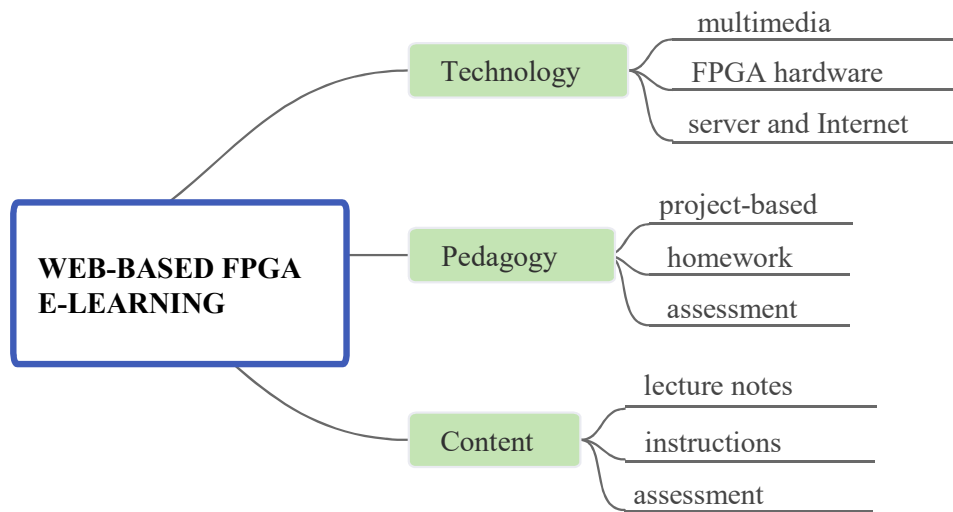 WEB-BASED FPGA
E-LEARNING
Technology
multimedia
FPGA hardware
server and Internet
Pedagogy
project-based
homework
assessment
Content
lecture notes
instructions
assessment